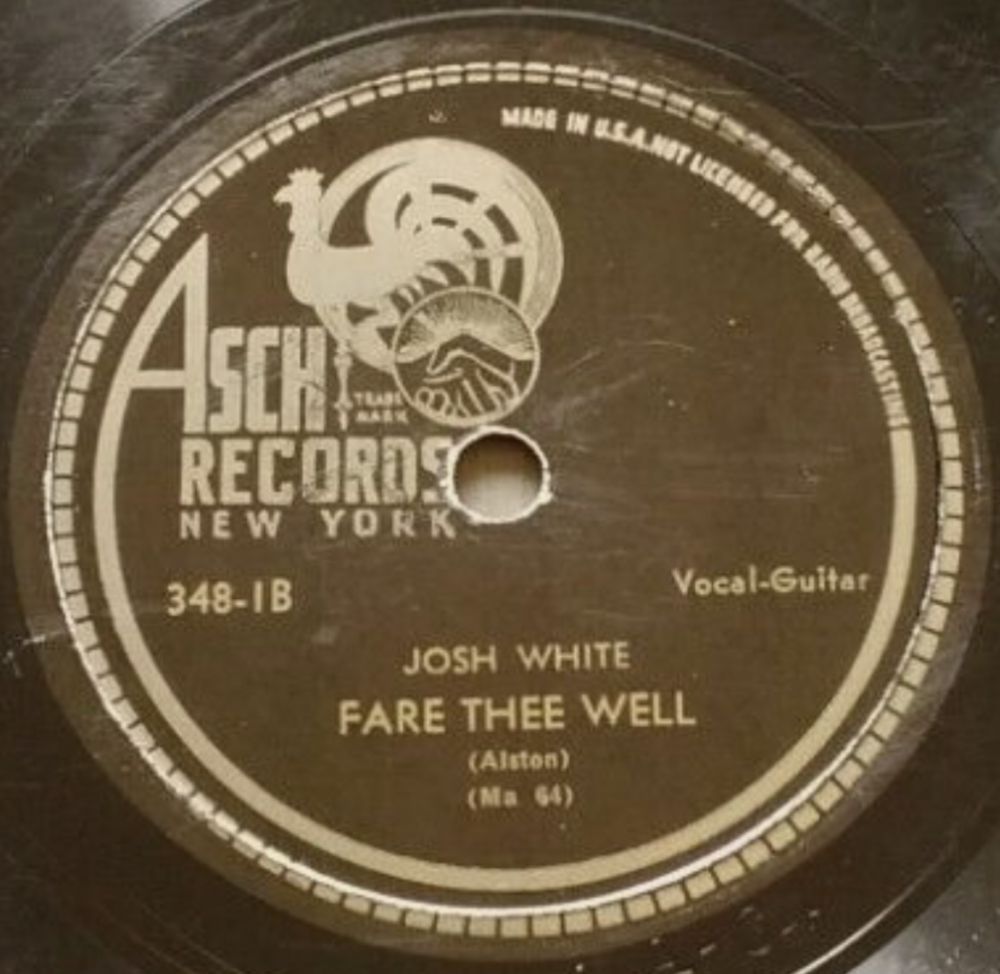 MADE IN U.S.A. NOT LICENSED FOR RADIO BROADCASTING
ASCH
TRADE
MARK
RECORDS
NEW YORK
348-1B
Vocal-Guitar
JOSH WHITE
FARE THEE WELL
(Alston)
(Ma 64)